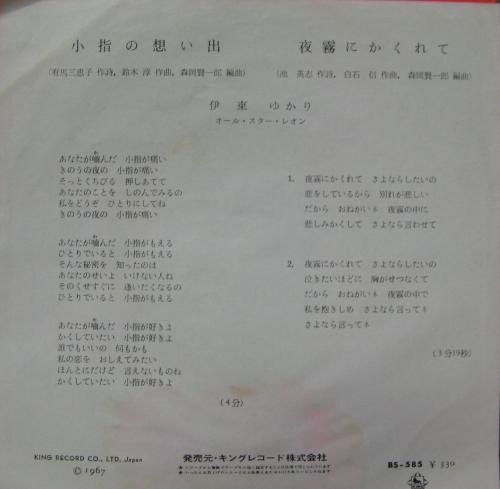 小指の想い出
(有馬三恵子 作詩, 鈴木 淳 作曲, 森岡賢一郎 編曲)
夜霧にかくれて
(池 英志 作詩, 白石 信 作曲, 森岡賢一郎 編曲)
伊東 ゆかり
オール・スター・レオン
あなたが噛んだ 小指が痛い
きのうの夜の 小指が痛い
そっとくちびる 押しあてて
あなたのことを しのんでみるの
私をどうぞ ひとりにしてね
きのうの夜の 小指が痛い
あなたが噛んだ 小指がもえる
ひとりでいると 小指がもえる
そんな秘密を 知ったのは
あなたのせいよ いけない人ね
そのくせすぐに 逢いたくなるの
ひとりでいると 小指がもえる
あなたが噛んだ 小指が好きよ
かくしていたい 小指が好きよ
誰でもいいの 何もかも
私の恋を おしえてみたい
ほんとにだけど 言えないものね
かくしていたい 小指が好きよ
(4分)
1. 夜霧にかくれて さよならしたいの
恋をしているから 別れが悲しい
だから おねがいネ 夜霧の中に
悲しみかくして さよなら言わせて
2. 夜霧にかくれて さよならしたいの
泣きたいほどに 胸がせつなくて
だから おねがいネ 夜霧の中で
私を抱きしめ さよなら言ってネ
さよなら言ってネ
(3分19秒)
KING RECORD CO., LTD, Japan
Ⓒ 1967
発売元・キングレコード株式会社
BS-585 ¥330